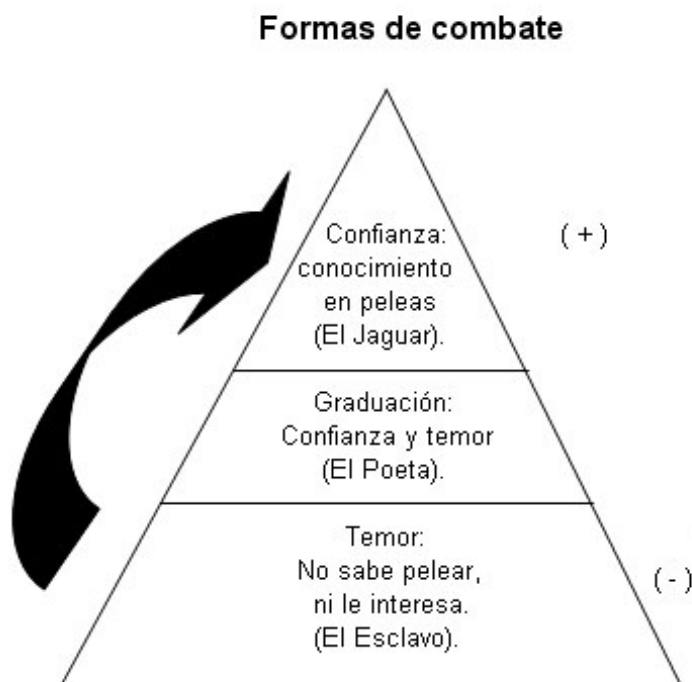 Formas de combate
Confianza:
conocimiento
en peleas
(El Jaguar).
( + )
Graduación:
Confianza y temor
(El Poeta).
Temor:
No sabe pelear,
ni le interesa.
(El Esclavo).
( - )